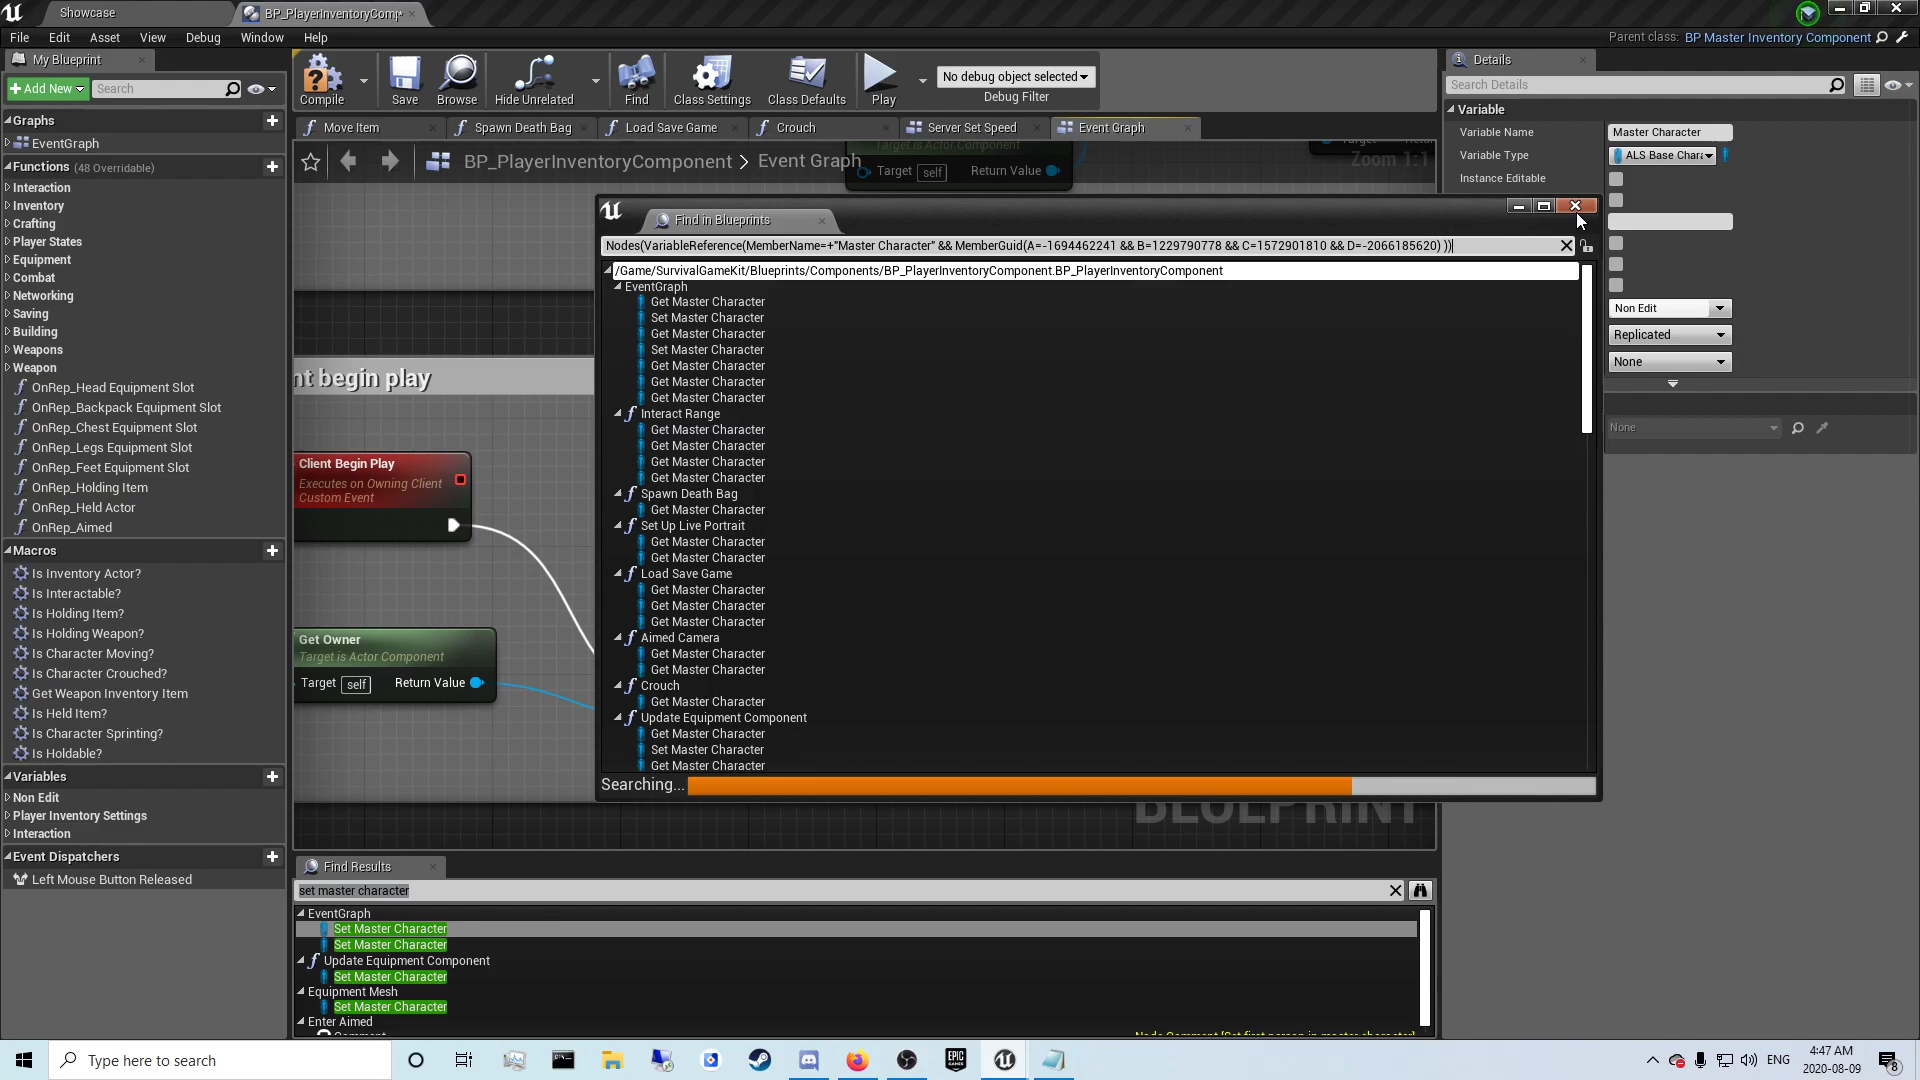 Showcase
BP_PlayerInventoryComp*
File Edit Asset View Debug Window Help
Parent class: BP Master Inventory Component
My Blueprint
Add New
Search
Compile
Save
Browse
Hide Unrelated
Find
Class Settings
Class Defaults
Play
No debug object selected
Debug Filter
Details
Search Details
Variable
Variable Name
Master Character
Variable Type
ALS Base Chara
Instance Editable
Non Edit
Replicated
None
None
Graphs
EventGraph
Functions (48 Overridable)
Interaction
Inventory
Crafting
Player States
Equipment
Combat
Networking
Saving
Building
Weapons
Weapon
OnRep_Head Equipment Slot
OnRep_Backpack Equipment Slot
OnRep_Chest Equipment Slot
OnRep_Legs Equipment Slot
OnRep_Feet Equipment Slot
OnRep_Holding Item
OnRep_Held Actor
OnRep_Aimed
Macros
Is Inventory Actor?
Is Interactable?
Is Holding Item?
Is Holding Weapon?
Is Character Moving?
Is Character Crouched?
Get Weapon Inventory Item
Is Held Item?
Is Character Sprinting?
Is Holdable?
Variables
Non Edit
Player Inventory Settings
Interaction
Event Dispatchers
Left Mouse Button Released
Move Item
Spawn Death Bag
Load Save Game
Crouch
Server Set Speed
Event Graph
BP_PlayerInventoryComponent > Event Graph
Zoom 1:1
Target is Actor Component
Target self Return Value
nt begin play
Client Begin Play
Executes on Owning Client
Custom Event
Get Owner
Target is Actor Component
Target self Return Value
Find in Blueprints
Nodes(VariableReference(MemberName=+"Master Character" && MemberGuid(A=-1694462241 && B=1229790778 && C=1572901810 && D=-2066185620) ))
/Game/SurvivalGameKit/Blueprints/Components/BP_PlayerInventoryComponent.BP_PlayerInventoryComponent
EventGraph
Get Master Character
Set Master Character
Get Master Character
Set Master Character
Get Master Character
Get Master Character
Get Master Character
Interact Range
Get Master Character
Get Master Character
Get Master Character
Get Master Character
Spawn Death Bag
Get Master Character
Set Up Live Portrait
Get Master Character
Get Master Character
Load Save Game
Get Master Character
Get Master Character
Get Master Character
Aimed Camera
Get Master Character
Get Master Character
Crouch
Get Master Character
Update Equipment Component
Get Master Character
Set Master Character
Get Master Character
Searching...
BLUEPRINT
Find Results
set master character
EventGraph
Set Master Character
Set Master Character
Update Equipment Component
Set Master Character
Equipment Mesh
Set Master Character
Enter Aimed
Comment
Node Comment [Set first person in master character]
Type here to search
EPIC
GAMES
ENG
4:47 AM
2020-08-09
8